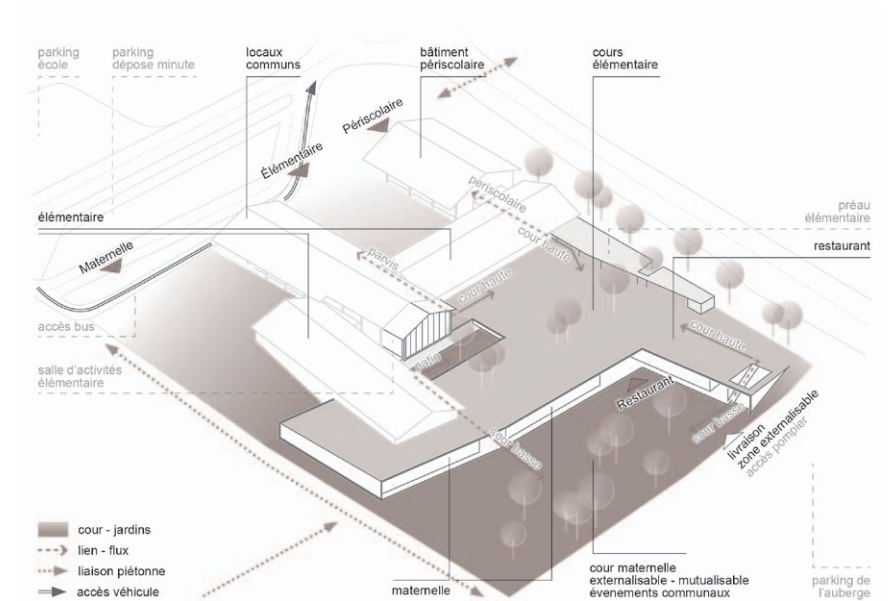 parking
école
parking
dépose minute
locaux
communs
bâtiment
périscolaire
cours
élémentaire
Périscolaire
Élémentaire
élémentaire
periscolaire
préau
élémentaire
restaurant
Maternelle
parvis
cour haute
cour haute
cour haute
accès bus
patio
salle d'activités
élémentaire
Restaurant
cour basse
cour basse
livraison
zone externalisable
accès pompier
cour - jardins
lien - flux
liaison piétonne
accès véhicule
maternelle
cour maternelle
externalisable - mutualisable
évenements communaux
parking de
l'auberge